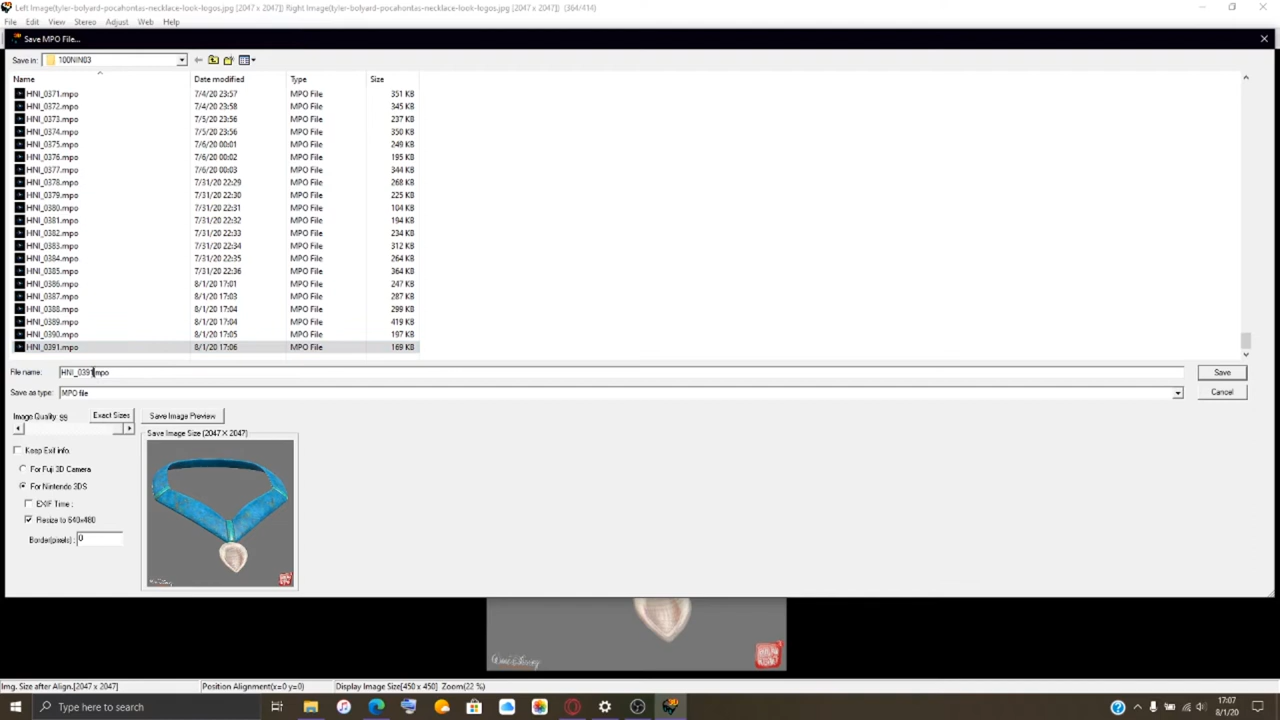 Left Image(tyler-bolyard-pocahontas-necklace-look-logos.jpg [2047 x 2047]) Right Image(tyler-bolyard-pocahontas-necklace-look-logos.jpg [2047 x 2047]) (364/414)
File Edit View Stereo Adjust Web Help
Save MPO File...
Save in: 100NIN03
Name Date modified Type Size
HNI_0371.mpo 7/4/20 23:57 MPO File 351 KB
HNI_0372.mpo 7/4/20 23:58 MPO File 345 KB
HNI_0373.mpo 7/5/20 23:56 MPO File 237 KB
HNI_0374.mpo 7/5/20 23:56 MPO File 350 KB
HNI_0375.mpo 7/6/20 00:01 MPO File 249 KB
HNI_0376.mpo 7/6/20 00:02 MPO File 195 KB
HNI_0377.mpo 7/6/20 00:03 MPO File 344 KB
HNI_0378.mpo 7/31/20 22:29 MPO File 268 KB
HNI_0379.mpo 7/31/20 22:30 MPO File 225 KB
HNI_0380.mpo 7/31/20 22:31 MPO File 104 KB
HNI_0381.mpo 7/31/20 22:32 MPO File 194 KB
HNI_0382.mpo 7/31/20 22:33 MPO File 234 KB
HNI_0383.mpo 7/31/20 22:34 MPO File 312 KB
HNI_0384.mpo 7/31/20 22:35 MPO File 264 KB
HNI_0385.mpo 7/31/20 22:36 MPO File 364 KB
HNI_0386.mpo 8/1/20 17:01 MPO File 247 KB
HNI_0387.mpo 8/1/20 17:03 MPO File 287 KB
HNI_0388.mpo 8/1/20 17:04 MPO File 299 KB
HNI_0389.mpo 8/1/20 17:04 MPO File 419 KB
HNI_0390.mpo 8/1/20 17:05 MPO File 197 KB
HNI_0391.mpo 8/1/20 17:06 MPO File 169 KB
File name: HNI_0391.mpo Save
Save as type: MPO file Cancel
Image Quality: 99 Exact Sizes Save Image Preview
Save Image Size (2047 X 2047)
Keep Exif info.
For Fuji 3D Camera
For Nintendo 3DS
EXIF Time :
Resize to 640x480
Border(pixels) : 0
Img. Size after Align.[2047 x 2047] Position Alignment(x=0 y=0) Display Image Size[450 x 450] Zoom(22 %)
Type here to search
17:07
8/1/20